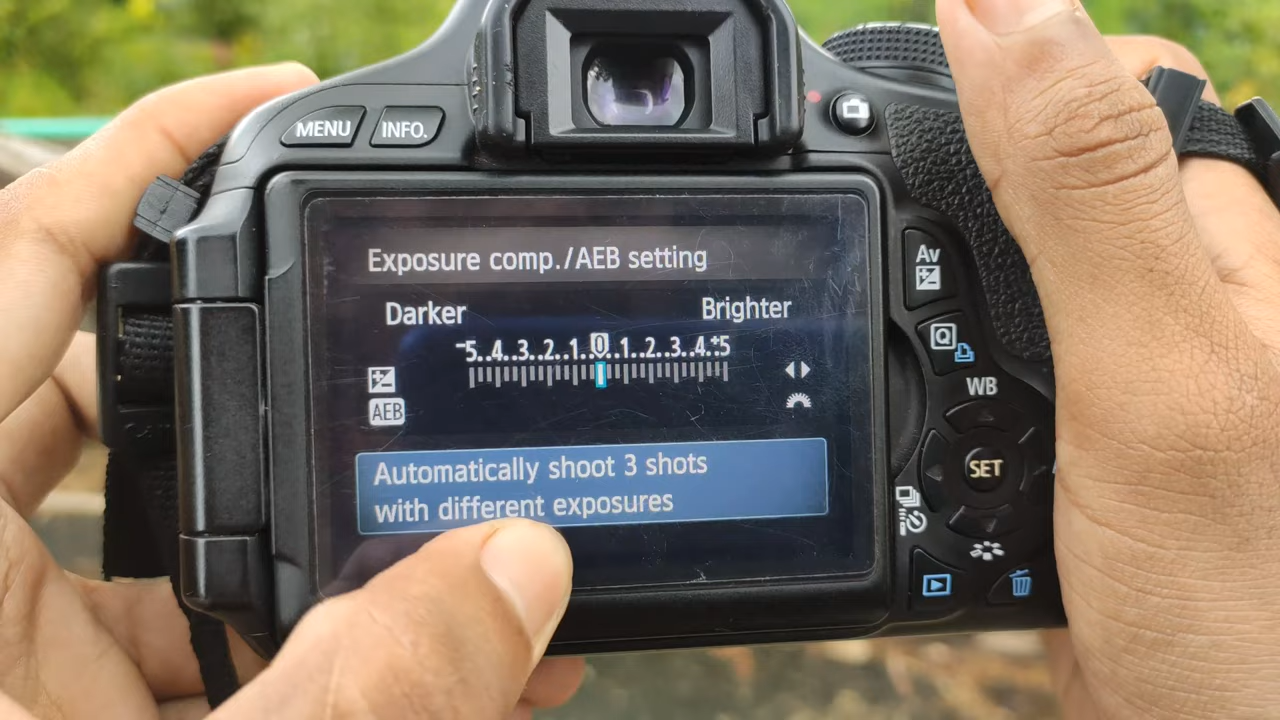 MENU
INFO.
Exposure comp./AEB setting
Darker
Brighter
-5..4..3..2..1..0..1..2..3..4.+5
AEB
Automatically shoot 3 shots
with different exposures
Av
Q
WB
SET